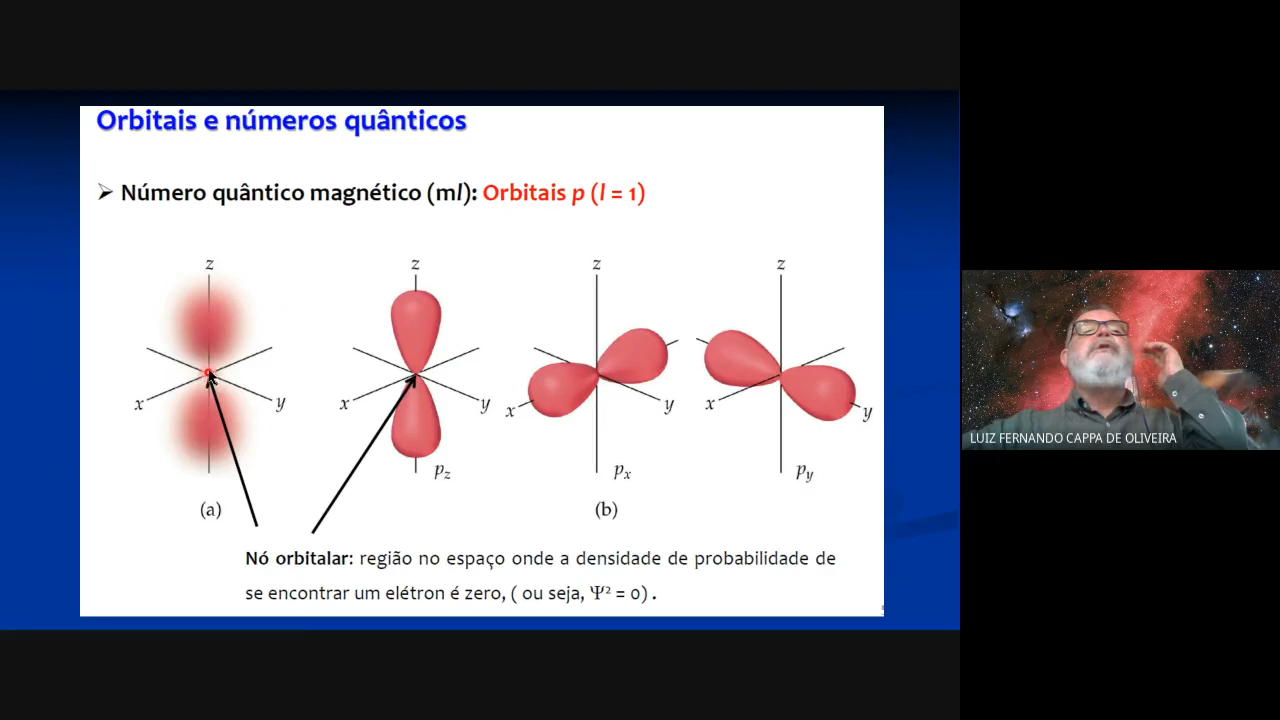 Orbitais e números quânticos
➢ Número quântico magnético (ml): Orbitais p (l = 1)
z
x
y
(a)
z
x
y
pz
z
x
y
px
(b)
z
x
y
py
Nó orbitalar: região no espaço onde a densidade de probabilidade de
se encontrar um elétron é zero, ( ou seja, Ψ² = 0) .
LUIZ FERNANDO CAPPA DE OLIVEIRA